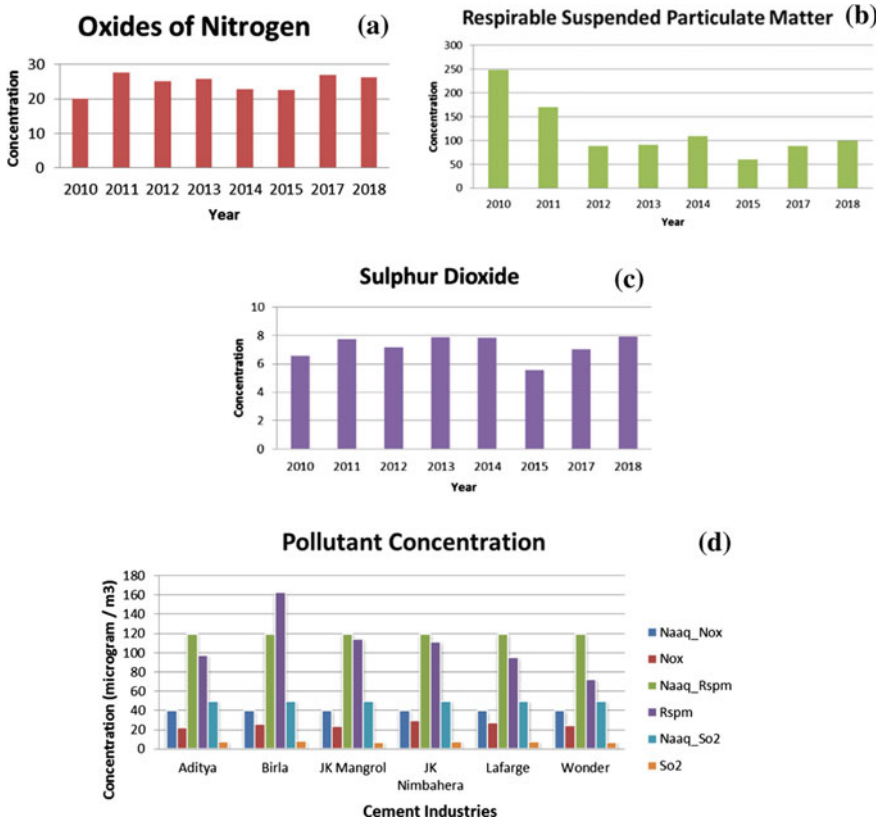 Oxides of Nitrogen (a)
30
20
10
0
Concentration
2010 2011 2012 2013 2014 2015 2017 2018
Year
Respirable Suspended Particulate Matter (b)
300
250
200
150
100
50
0
Concentration
2010 2011 2012 2013 2014 2015 2017 2018
Year
Sulphur Dioxide (c)
10
8
6
4
2
0
Concentration
2010 2011 2012 2013 2014 2015 2017 2018
Year
Pollutant Concentration (d)
180
160
140
120
100
80
60
40
20
0
Concentration (microgram / m3)
Aditya Birla JK Mangrol JK Lafarge Wonder
Nimbahera
Cement Industries
Naaq_Nox
Nox
Naaq_Rspm
Rspm
Naaq_So2
So2